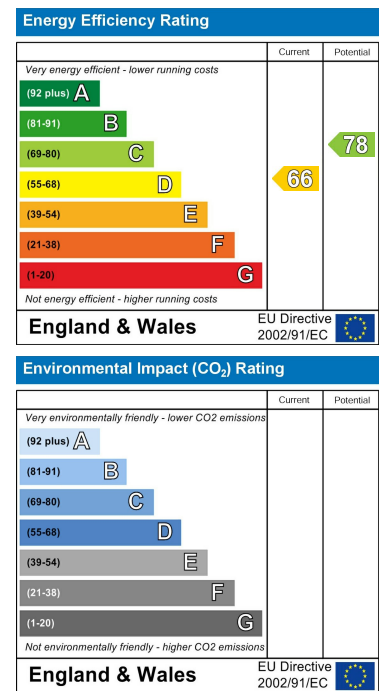 Energy Efficiency Rating
Current Potential
Very energy efficient - lower running costs
(92 plus) A
(81-91) B
(69-80) C
(55-68) D
(39-54) E
(21-38) F
(1-20) G
66
78
Not energy efficient - higher running costs
England & Wales
EU Directive
2002/91/EC
Environmental Impact (CO₂) Rating
Current Potential
Very environmentally friendly - lower CO2 emissions
(92 plus) A
(81-91) B
(69-80) C
(55-68) D
(39-54) E
(21-38) F
(1-20) G
Not environmentally friendly - higher CO2 emissions
England & Wales
EU Directive
2002/91/EC